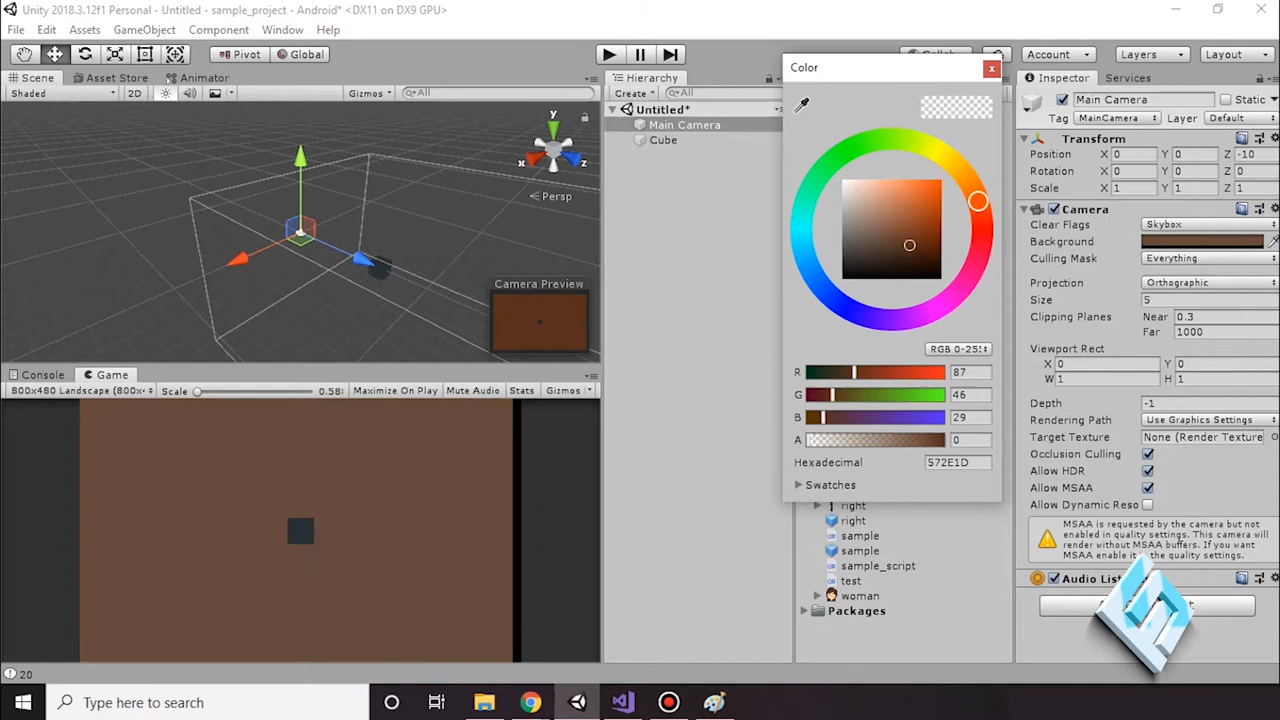 Unity 2018.3.12f1 Personal - Untitled - sample_project - Android* <DX11 on DX9 GPU>
File Edit Assets GameObject Component Window Help
Pivot Global
Account Layers Layout
Scene Asset Store Animator
Shaded 2D Gizmos All
y
x
z
Persp
Camera Preview
Console Game
800x480 Landscape (800x Scale 0.58: Maximize On Play Mute Audio Stats Gizmos
Hierarchy
Create All
Untitled*
Main Camera
Cube
Color
x
RGB 0-25
R 87
G 46
B 29
A 0
Hexadecimal 572E1D
Swatches
right
right
sample
sample
sample_script
test
woman
Packages
Inspector Services
Main Camera Static
Tag MainCamera Layer Default
Transform
Position X 0 Y 0 Z -10
Rotation X 0 Y 0 Z 0
Scale X 1 Y 1 Z 1
Camera
Clear Flags Skybox
Background
Culling Mask Everything
Projection Orthographic
Size 5
Clipping Planes Near 0.3
Far 1000
Viewport Rect
X 0 Y 0
W 1 H 1
Depth -1
Rendering Path Use Graphics Settings
Target Texture None (Render Texture
Occlusion Culling
Allow HDR
Allow MSAA
Allow Dynamic Reso
MSAA is requested by the camera but not
enabled in quality settings. This camera will
render without MSAA buffers. If you want
MSAA enable it in the quality settings.
Audio List
20
Type here to search